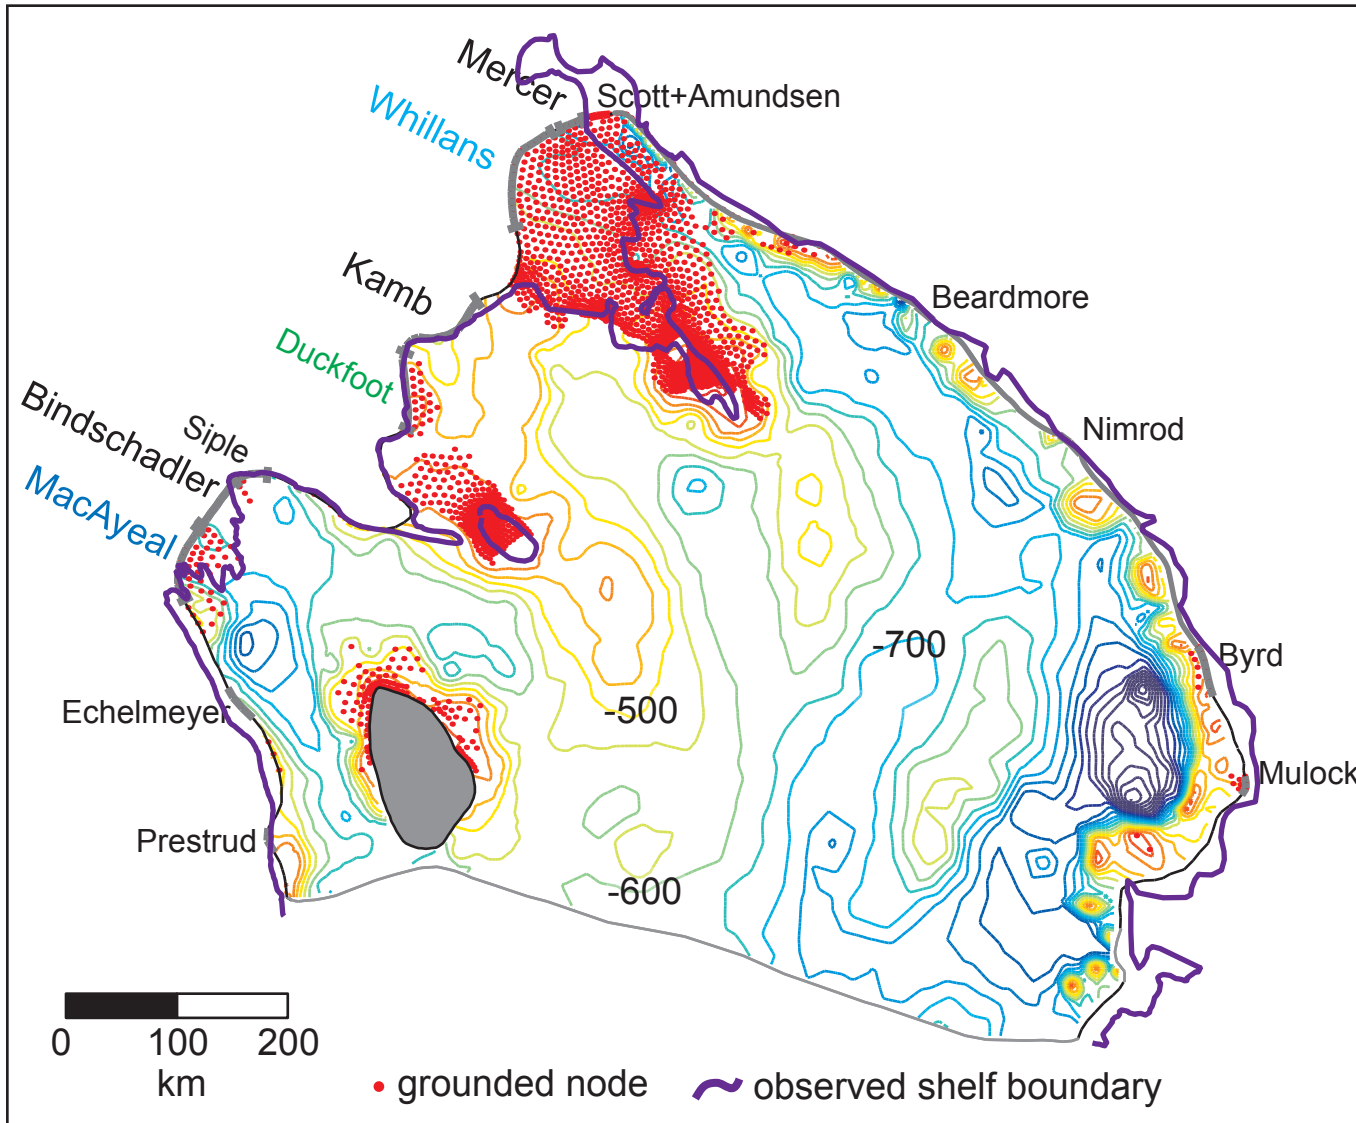 Mercer
Scott+Amundsen
Whillans
Kamb
Beardmore
Duckfoot
Nimrod
Siple
Bindschadler
MacAyeal
-700
Byrd
Echelmeyer
-500
Mulock
Prestrud
-600
0 100 200
km
grounded node
observed shelf boundary